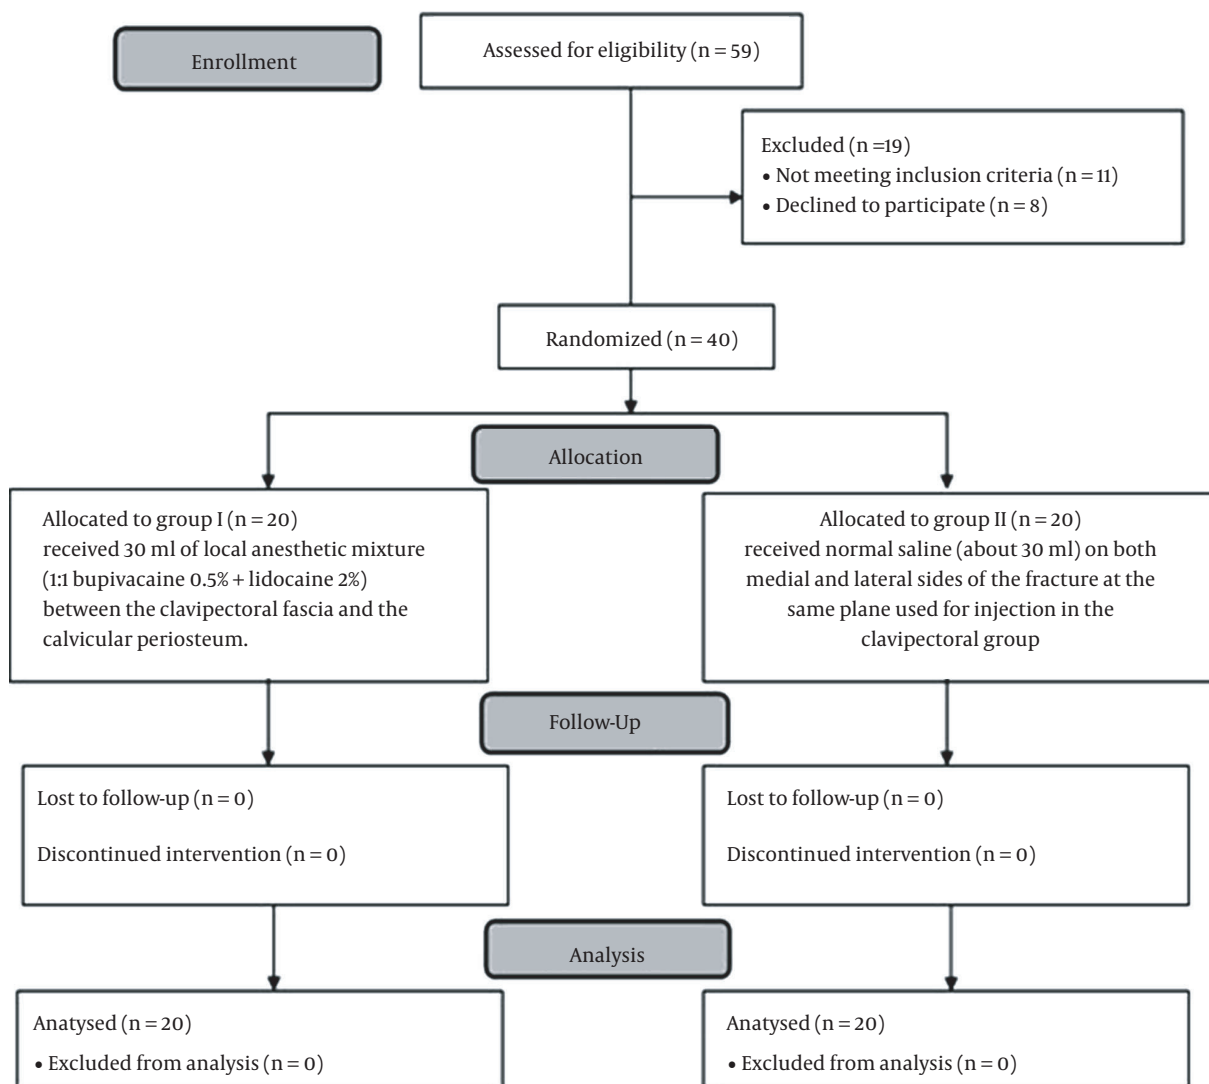 Enrollment
Assessed for eligibility (n = 59)
Excluded (n =19)
• Not meeting inclusion criteria (n = 11)
• Declined to participate (n = 8)
Randomized (n = 40)
Allocation
Allocated to group I (n = 20)
received 30 ml of local anesthetic mixture
(1:1 bupivacaine 0.5% + lidocaine 2%)
between the clavipectoral fascia and the
calvicular periosteum.
Allocated to group II (n = 20)
received normal saline (about 30 ml) on both
medial and lateral sides of the fracture at the
same plane used for injection in the
clavipectoral group
Follow-Up
Lost to follow-up (n = 0)
Discontinued intervention (n = 0)
Lost to follow-up (n = 0)
Discontinued intervention (n = 0)
Analysis
Anatysed (n = 20)
• Excluded from analysis (n = 0)
Anatysed (n = 20)
• Excluded from analysis (n = 0)